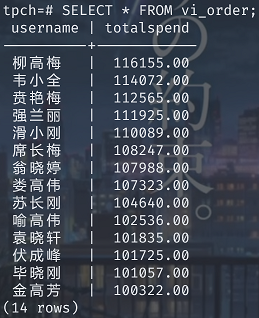 tpch=# SELECT * FROM vi_order;
username | totalspend
----------+------------
柳高梅 | 116155.00
韦小全 | 114072.00
贲艳梅 | 112565.00
强兰丽 | 111925.00
滑小刚 | 110089.00
席长梅 | 108247.00
翁晓婷 | 107988.00
娄高伟 | 107323.00
苏长刚 | 104640.00
喻高伟 | 102536.00
袁晓轩 | 101835.00
伏成峰 | 101725.00
毕晓刚 | 101057.00
金高芳 | 100322.00
(14 rows)
の約束。